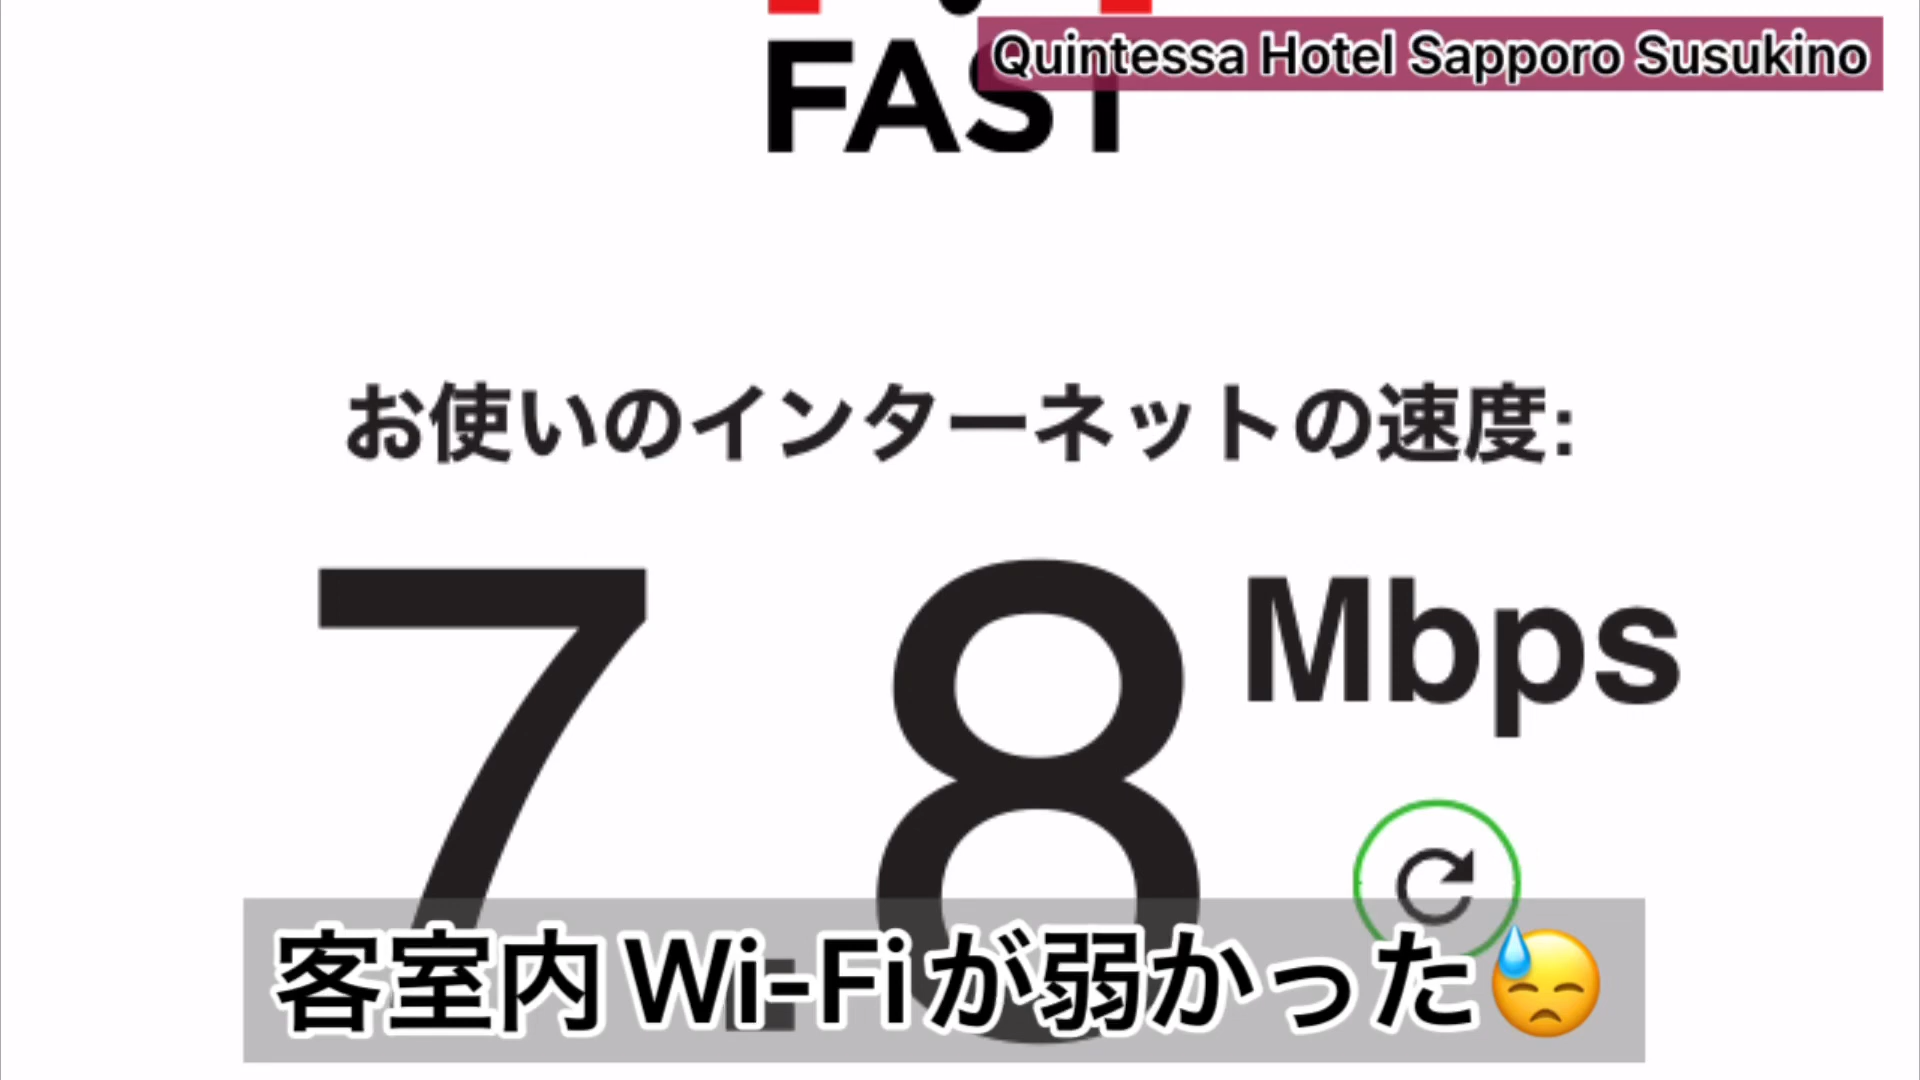 Quintessa Hotel Sapporo Susukino
FAST
お使いのインターネットの速度:
7.8 Mbps
客室内Wi-Fiが弱かった😓